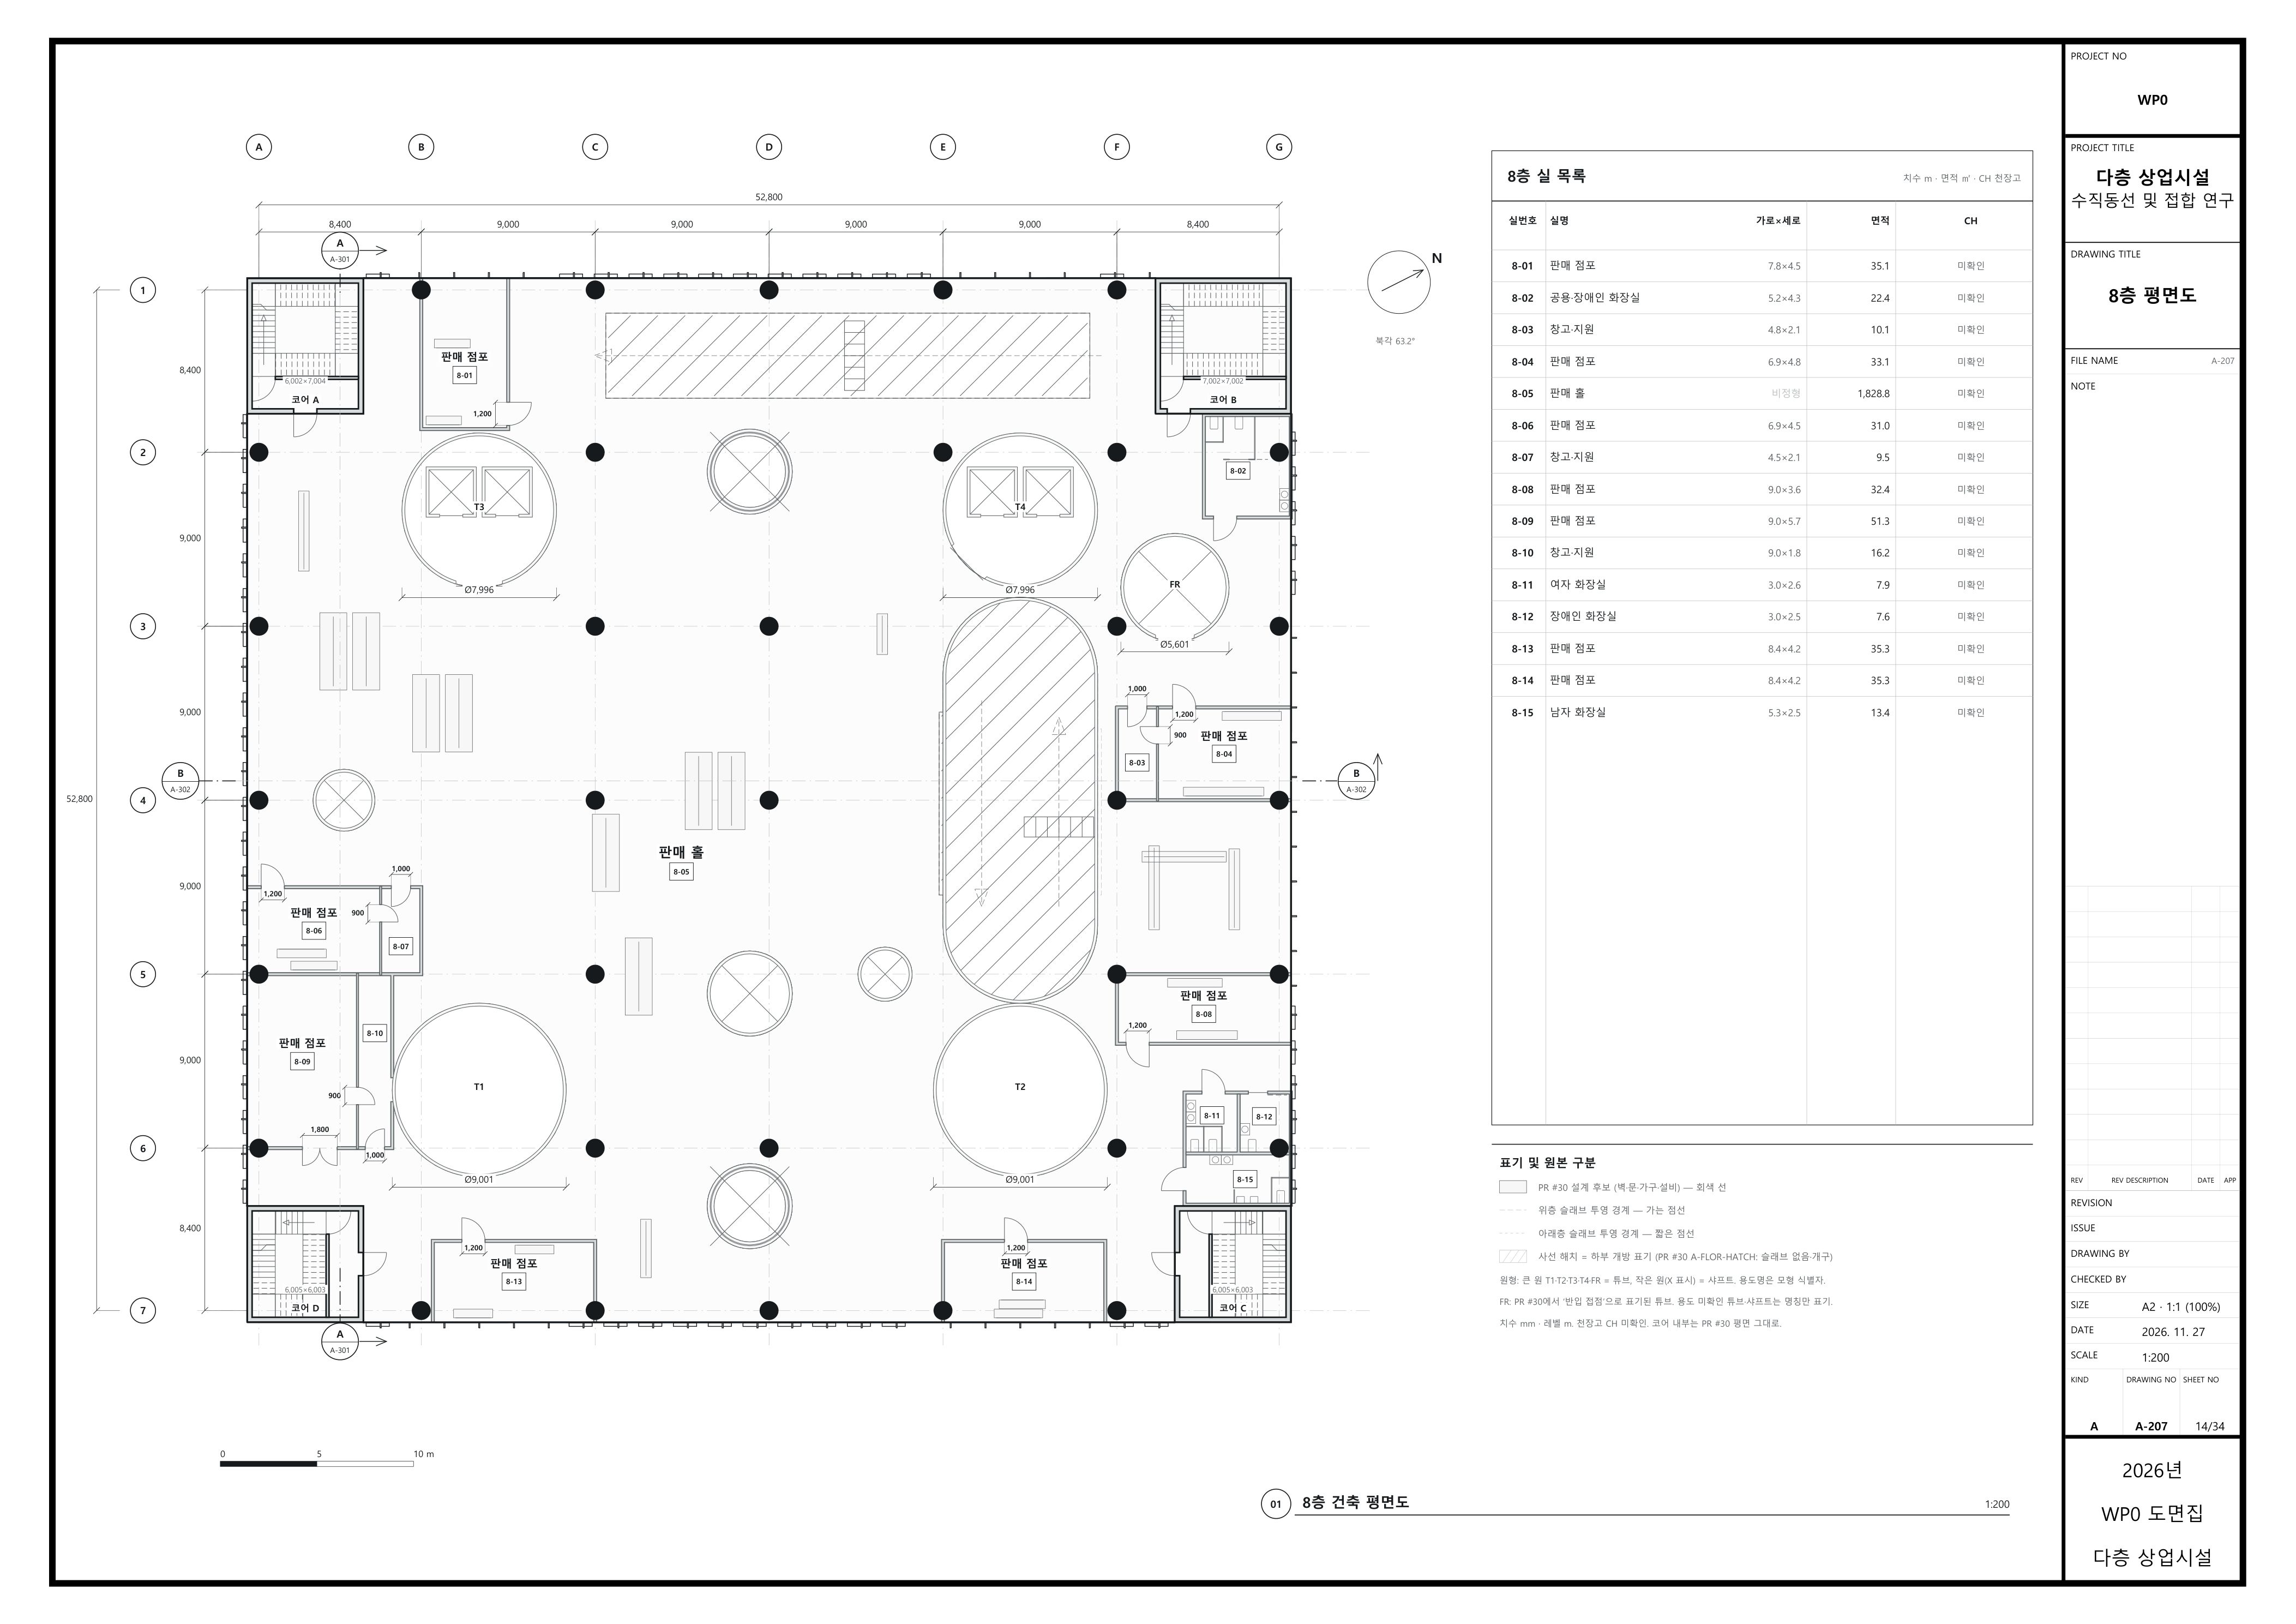 A
B
C
D
E
F
G
52,800
8,400
9,000
9,000
9,000
9,000
8,400
A
A-301
N
북각 63.2°
1
2
3
4
5
6
7
52,800
8,400
9,000
9,000
9,000
9,000
8,400
6,002×7,004
코어 A
판매 점포
8-01
1,200
7,002×7,002
코어 B
8-02
T3
Ø7,996
T4
Ø7,996
FR
Ø5,601
1,000
1,200
900
판매 점포
8-04
8-03
B
A-302
B
A-302
판매 홀
8-05
1,200
1,000
900
판매 점포
8-06
8-07
판매 점포
8-08
1,200
8-10
판매 점포
8-09
900
1,800
1,000
T1
Ø9,001
T2
Ø9,001
8-11
8-12
8-15
6,005×6,003
코어 D
1,200
판매 점포
8-13
1,200
판매 점포
8-14
6,005×6,003
코어 C
A
A-301
0 5 10 m
01 8층 건축 평면도 1:200
8층 실 목록 치수 m · 면적 ㎡ · CH 천장고
실번호 실명 가로×세로 면적 CH
8-01 판매 점포 7.8×4.5 35.1 미확인
8-02 공용·장애인 화장실 5.2×4.3 22.4 미확인
8-03 창고·지원 4.8×2.1 10.1 미확인
8-04 판매 점포 6.9×4.8 33.1 미확인
8-05 판매 홀 비정형 1,828.8 미확인
8-06 판매 점포 6.9×4.5 31.0 미확인
8-07 창고·지원 4.5×2.1 9.5 미확인
8-08 판매 점포 9.0×3.6 32.4 미확인
8-09 판매 점포 9.0×5.7 51.3 미확인
8-10 창고·지원 9.0×1.8 16.2 미확인
8-11 여자 화장실 3.0×2.6 7.9 미확인
8-12 장애인 화장실 3.0×2.5 7.6 미확인
8-13 판매 점포 8.4×4.2 35.3 미확인
8-14 판매 점포 8.4×4.2 35.3 미확인
8-15 남자 화장실 5.3×2.5 13.4 미확인
표기 및 원본 구분
PR #30 설계 후보 (벽·문·가구·설비) — 회색 선
위층 슬래브 투영 경계 — 가는 점선
아래층 슬래브 투영 경계 — 짧은 점선
사선 해치 = 하부 개방 표기 (PR #30 A-FLOR-HATCH: 슬래브 없음·개구)
원형: 큰 원 T1·T2·T3·T4·FR = 튜브, 작은 원(X 표시) = 샤프트. 용도명은 모형 식별자.
FR: PR #30에서 '반입 접점'으로 표기된 튜브. 용도 미확인 튜브·샤프트는 명칭만 표기.
치수 mm · 레벨 m. 천장고 CH 미확인. 코어 내부는 PR #30 평면 그대로.
PROJECT NO
WP0
PROJECT TITLE
다층 상업시설
수직동선 및 접합 연구
DRAWING TITLE
8층 평면도
FILE NAME A-207
NOTE
REV REV DESCRIPTION DATE APP
REVISION
ISSUE
DRAWING BY
CHECKED BY
SIZE A2 · 1:1 (100%)
DATE 2026. 11. 27
SCALE 1:200
KIND DRAWING NO SHEET NO
A A-207 14/34
2026년
WP0 도면집
다층 상업시설